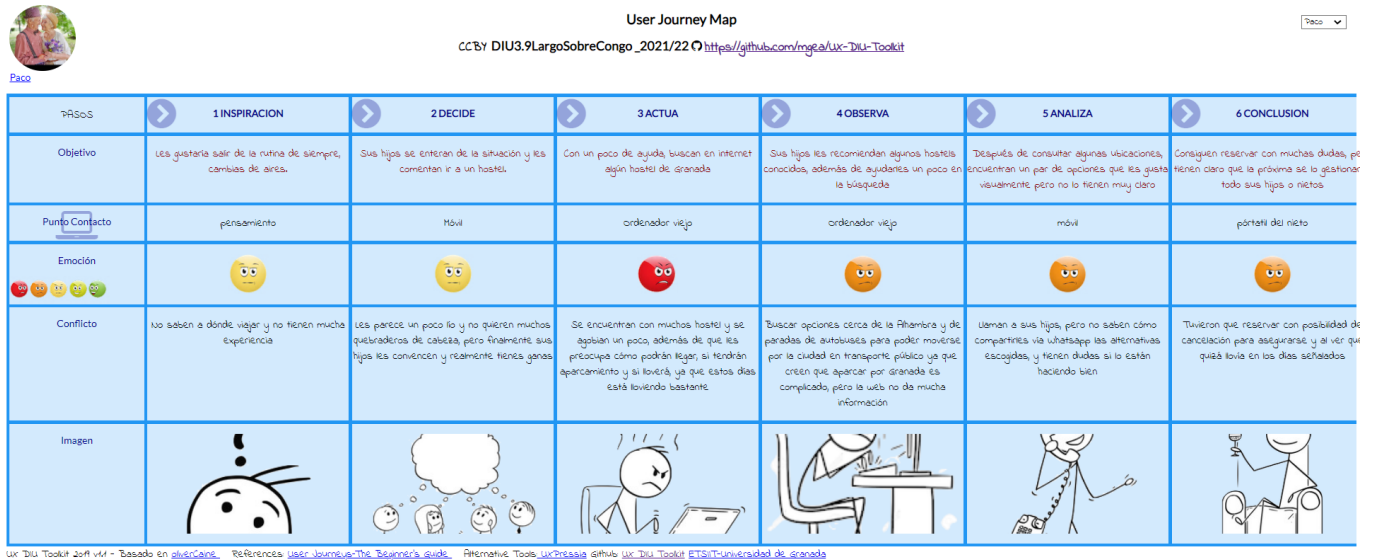 User Journey Map
Paco
CCBY DIU3.9LargoSobreCongo _2021/22 https://github.com/mgea/UX-DIU-Toolkit
Paco
PASOS
1 INSPIRACION
2 DECIDE
3 ACTUA
4 OBSERVA
5 ANALIZA
6 CONCLUSION
Objetivo
Les gustaría salir de la rutina de siempre,
cambias de aires.
Sus hijos se enteran de la situación y les
comentan ir a un hostel.
Con un poco de ayuda, buscan en internet
algún hostel de Granada
Sus hijos les recomiendan algunos hostels
conocidos, además de ayudarles un poco en
la búsqueda
Después de consultar algunas ubicaciones,
encuentran un par de opciones que les gusta
visualmente pero no lo tienen muy claro
Consiguen reservar con muchas dudas, pe
tienen claro que la próxima se lo gestionar
todo sus hijos o nietos
Punto Contacto
pensamiento
Móvil
Ordenador viejo
Ordenador viejo
móvil
pórtatil del nieto
Emoción
Conflicto
No saben a dónde viajar y no tienen mucha
experiencia
Les parece un poco lío y no quieren muchos
quebraderos de cabeza, pero finalmente sus
hijos les convencen y realmente tienes ganas
Se encuentran con muchos hostel y se
agobian un poco, además de que les
preocupa cómo podrán llegar, si tendrán
aparcamiento y si lloverá, ya que estos días
está lloviendo bastante
Buscar opciones cerca de la Alhambra y de
paradas de autobuses para poder moverse
por la ciudad en transporte público ya que
creen que aparcar por Granada es
complicado, pero la web no da mucha
información
Llaman a sus hijos, pero no saben cómo
compartirles vía whatsapp las alternativas
escogidas, y tienen dudas si lo están
haciendo bien
Tuvieron que reservar con posibilidad de
cancelación para asegurarse y al ver que
quizá llovía en los días señalados
Imagen
UX DIU Toolkit 2019 v1.1 - Basado en oliverCaine References: User Journeys-The Beginner's Guide Alternative Tools: UXPressia Github: UX DIU Toolkit ETSIIT-Universidad de Granada